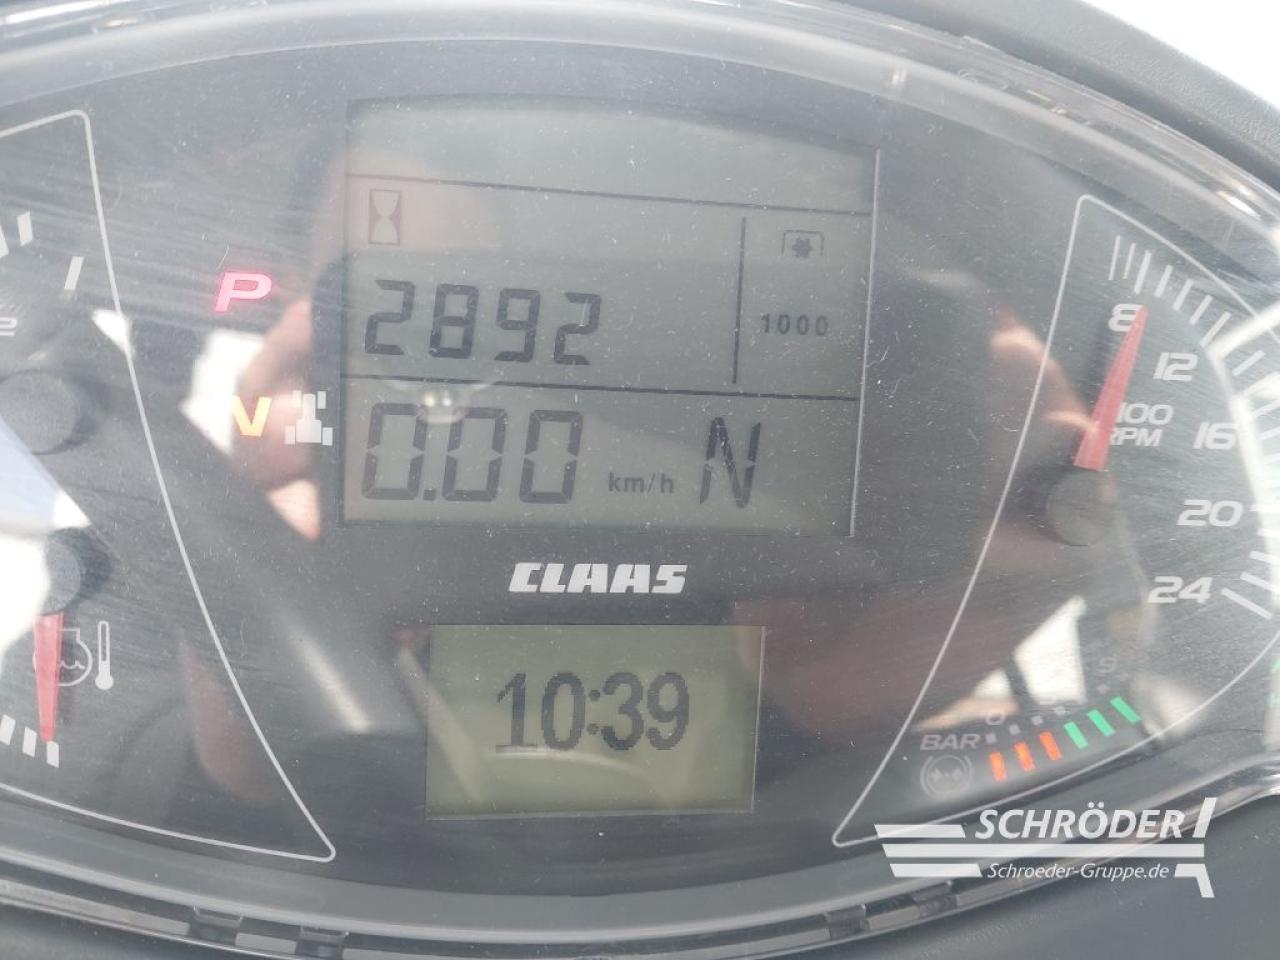 P
2892
1000
V
0.00 km/h N
CLAAS
10:39
8
12
100
RPM
16
20
24
0
BAR
SCHRÖDER
Schroeder-Gruppe.de